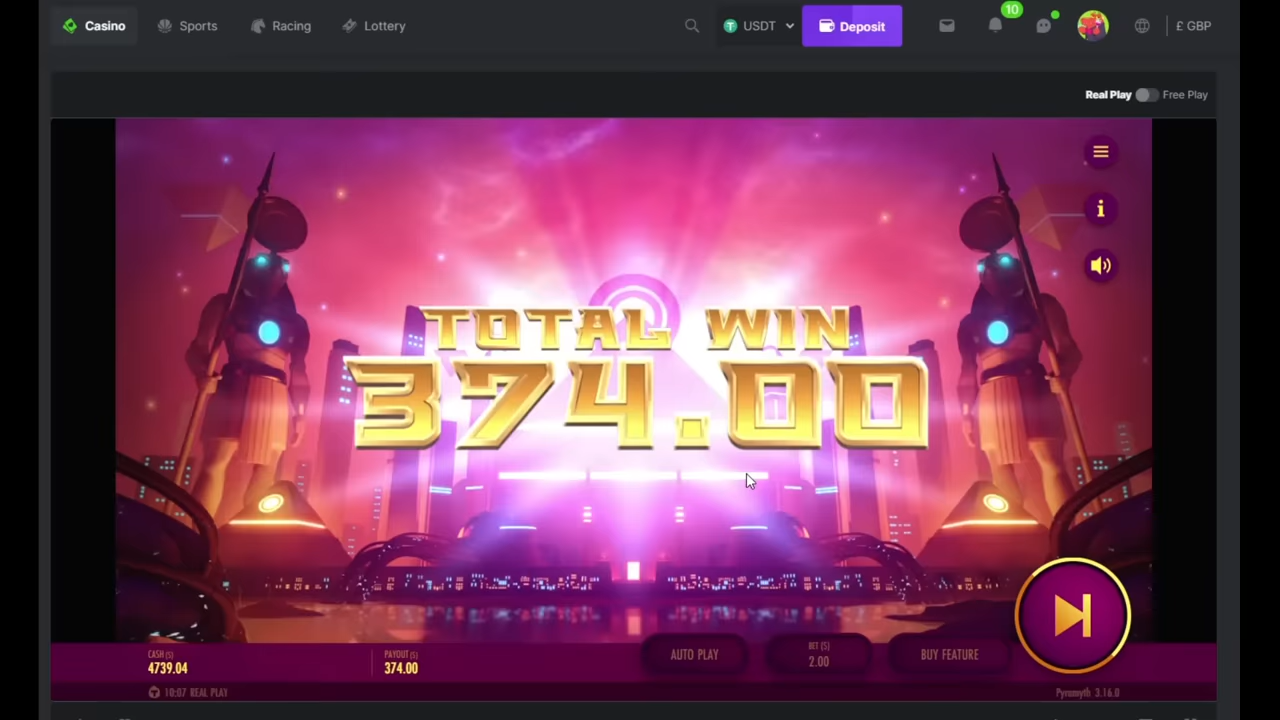 Casino Sports Racing Lottery USDT Deposit 10 £ GBP
Real Play Free Play
TOTAL WIN
374.00
CASH ($) PAYOUT ($) AUTO PLAY BET ($) BUY FEATURE
4739.04 374.00 2.00
10:07 REAL PLAY Pyramyth 3.16.0